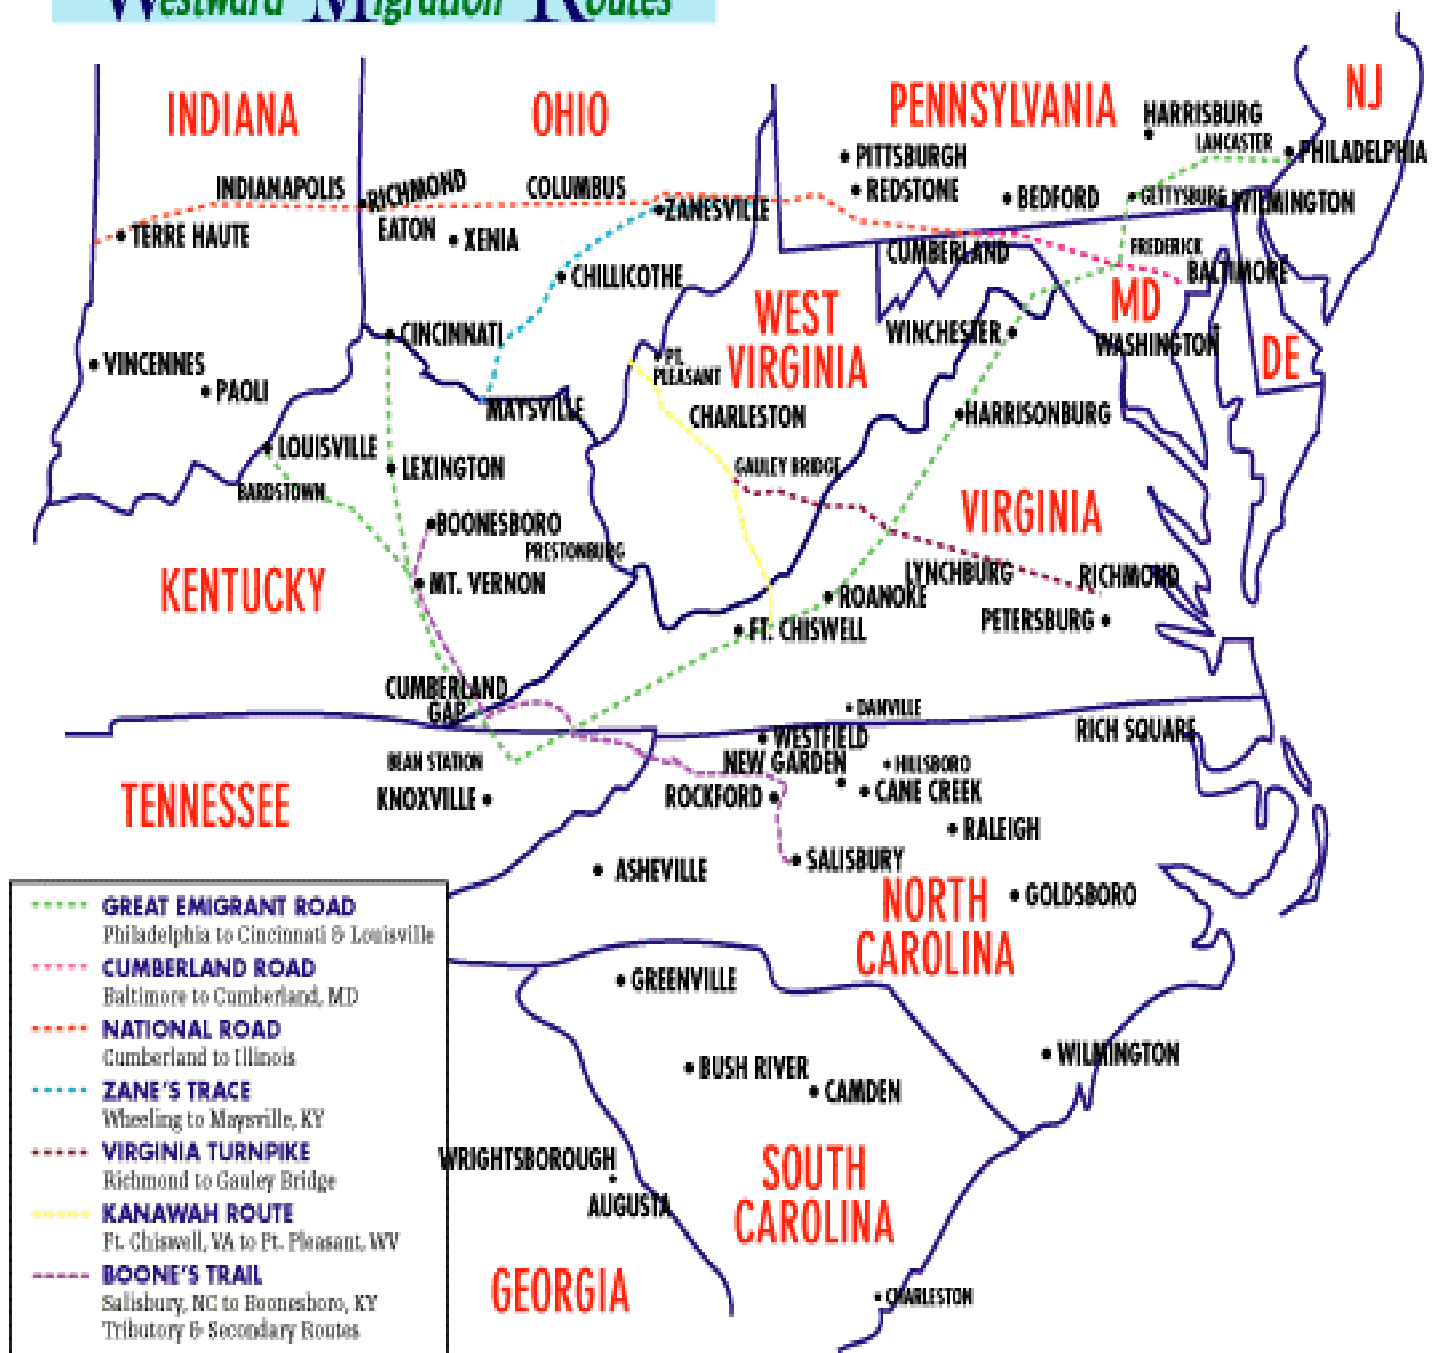 Westward Migration Routes
INDIANA
OHIO
PENNSYLVANIA
NJ
HARRISBURG
LANCASTER
PHILADELPHIA
PITTSBURGH
REDSTONE
BEDFORD
GETTYSBURG
WILMINGTON
INDIANAPOLIS
RICHMOND
COLUMBUS
ZANESVILLE
TERRE HAUTE
EATON
XENIA
CUMBERLAND
FREDERICK
BALTIMORE
CHILLICOTHE
MD
WEST
VIRGINIA
WINCHESTER
WASHINGTON
DE
CINCINNATI
VINCENNES
PAOLI
PT.
PLEASANT
MAYSVILLE
CHARLESTON
HARRISONBURG
LOUISVILLE
LEXINGTON
GAULEY BRIDGE
BARDSTOWN
BOONESBORO
VIRGINIA
PRESTONBURG
KENTUCKY
MT. VERNON
LYNCHBURG
RICHMOND
ROANOKE
PETERSBURG
FT. CHISWELL
CUMBERLAND
GAP
DANVILLE
RICH SQUARE
WESTFIELD
BEAN STATION
NEW GARDEN
HILLSBORO
TENNESSEE
KNOXVILLE
ROCKFORD
CANE CREEK
RALEIGH
ASHEVILLE
SALISBURY
NORTH
CAROLINA
GOLDSBORO
GREENVILLE
BUSH RIVER
CAMDEN
WILMINGTON
WRIGHTSBOROUGH
AUGUSTA
SOUTH
CAROLINA
GEORGIA
CHARLESTON
GREAT EMIGRANT ROAD
Philadelphia to Cincinnati & Louisville
CUMBERLAND ROAD
Baltimore to Cumberland, MD
NATIONAL ROAD
Cumberland to Illinois
ZANE'S TRACE
Wheeling to Maysville, KY
VIRGINIA TURNPIKE
Richmond to Gauley Bridge
KANAWAH ROUTE
Ft. Chiswell, VA to Pt. Pleasant, WV
BOONE'S TRAIL
Salisbury, NC to Boonesboro, KY
Tributory & Secondary Routes